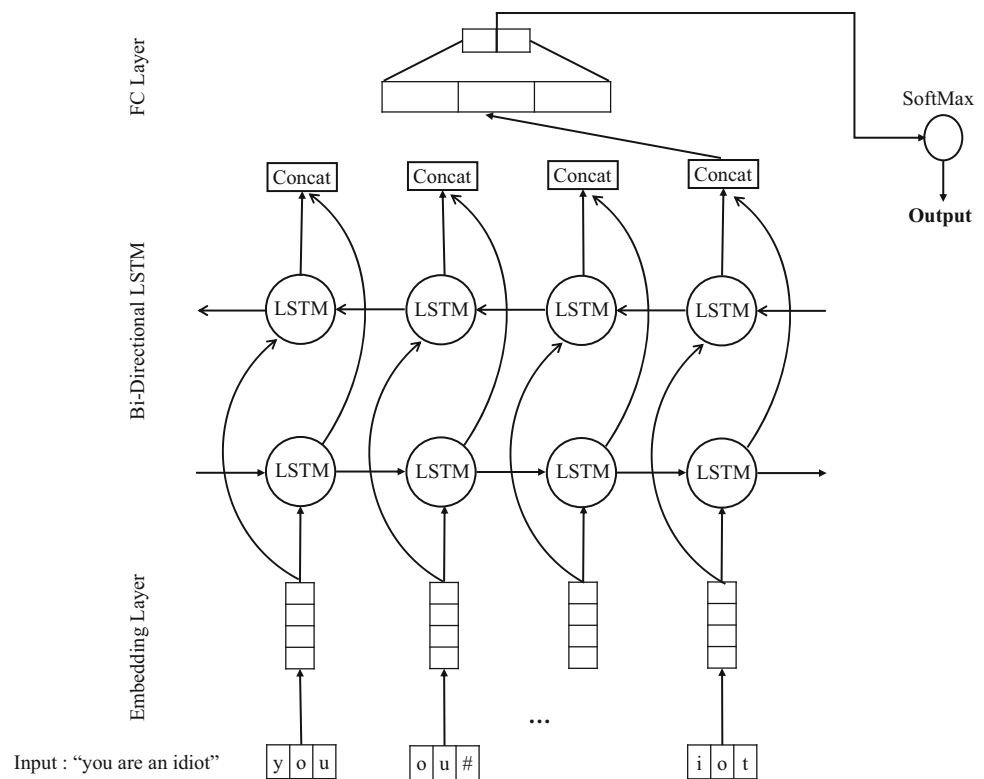 FC Layer
SoftMax
Output
Concat Concat Concat Concat
Bi-Directional LSTM
LSTM LSTM LSTM LSTM
LSTM LSTM LSTM LSTM
Embedding Layer
...
Input : “you are an idiot” y o u o u # i o t